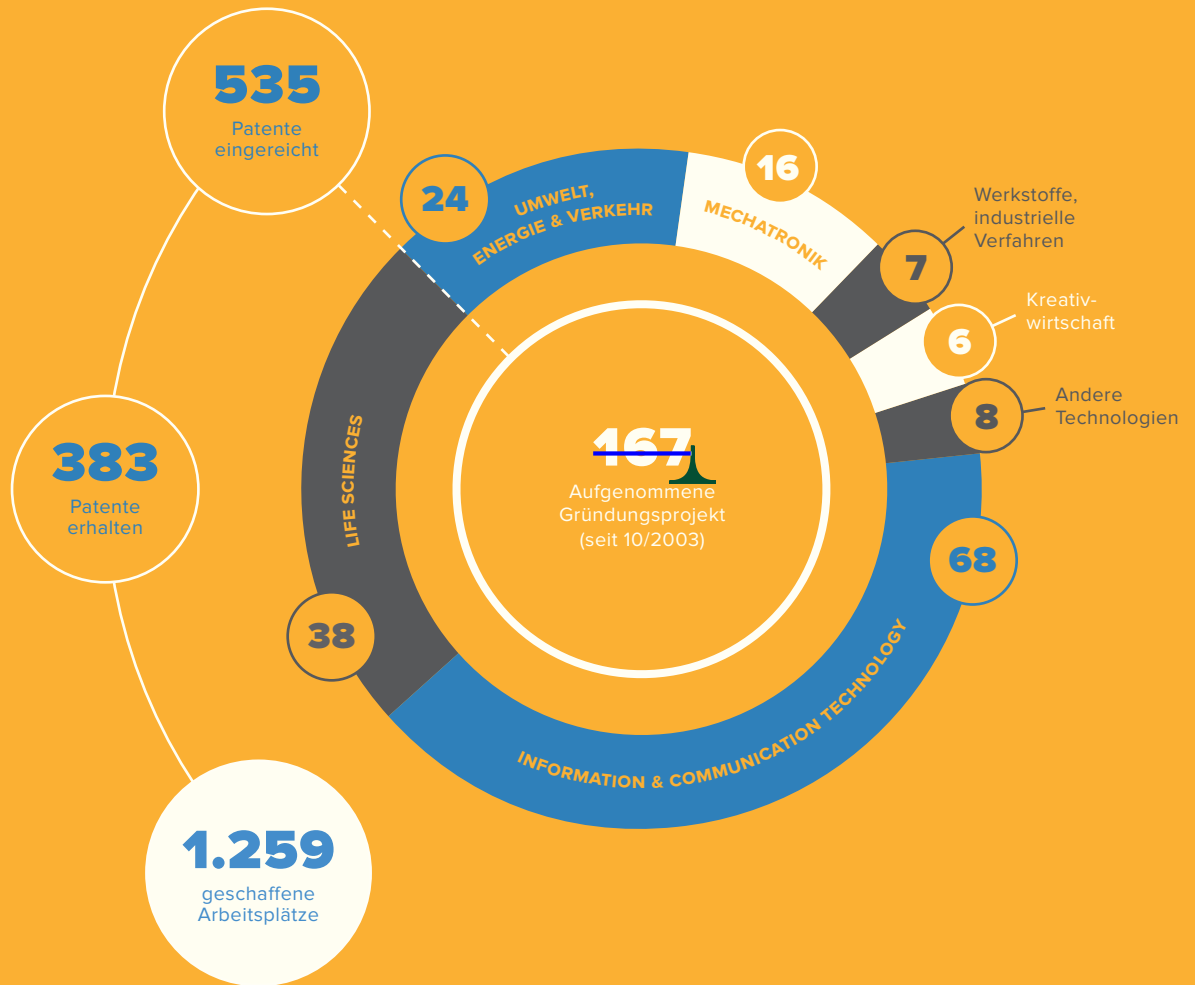 535
Patente
eingereicht
24
UMWELT,
ENERGIE & VERKEHR
16
MECHATRONIK
Werkstoffe,
industrielle
Verfahren
7
Kreativ-
wirtschaft
6
Andere
Technologien
8
383
Patente
erhalten
LIFE SCIENCES
167
Aufgenommene
Gründungsprojekt
(seit 10/2003)
68
38
INFORMATION & COMMUNICATION TECHNOLOGY
1.259
geschaffene
Arbeitsplätze